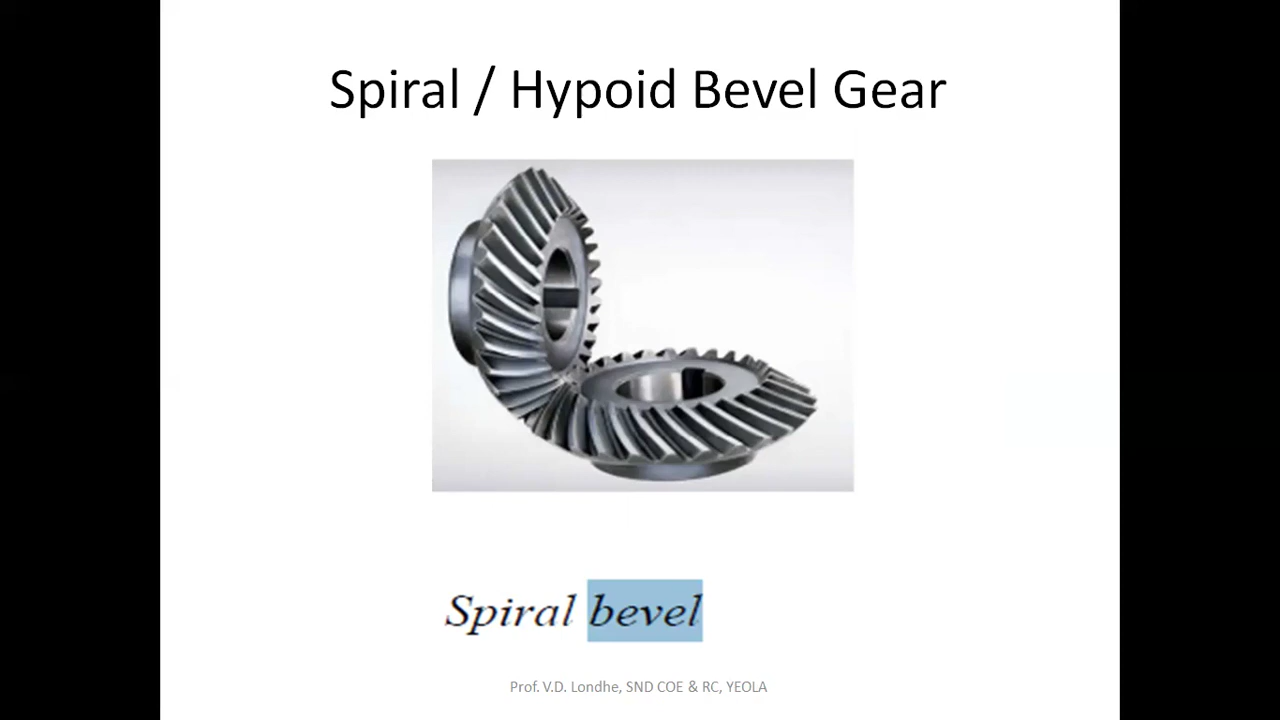 Spiral / Hypoid Bevel Gear
Spiral bevel
Prof. V.D. Londhe, SND COE & RC, YEOLA